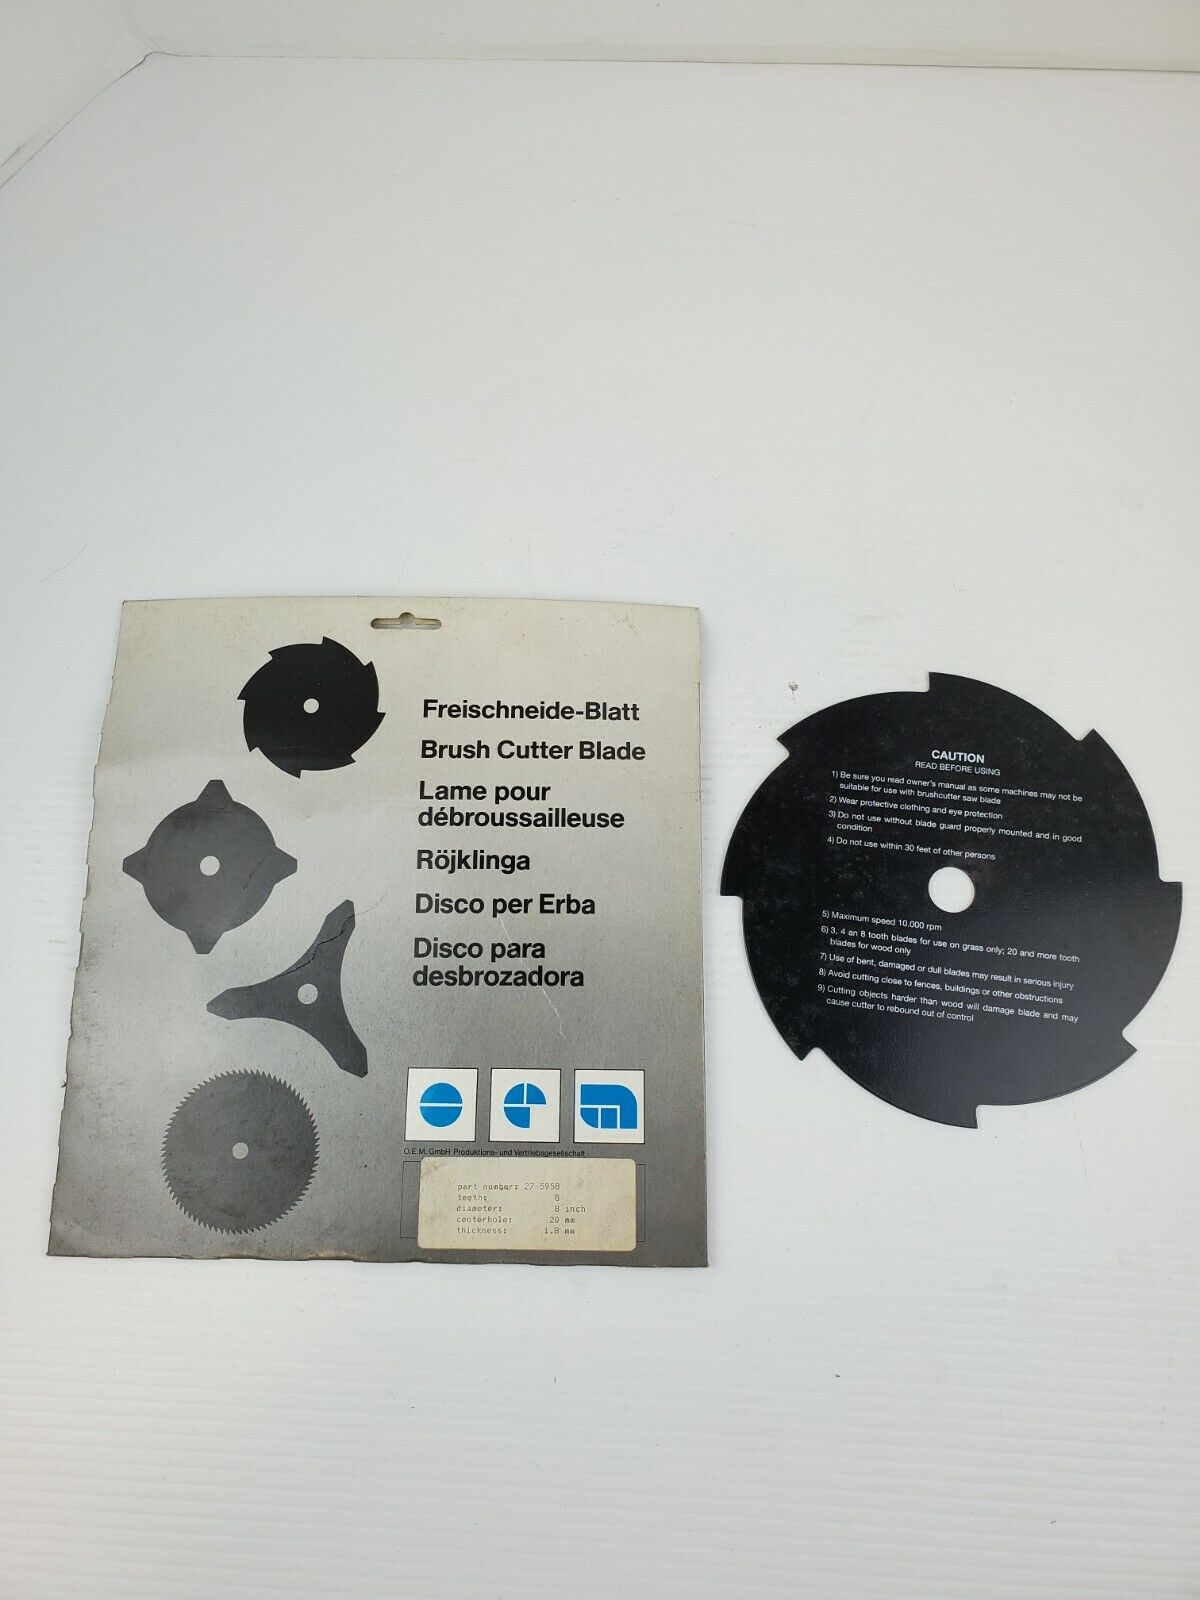 Freischneide-Blatt
Brush Cutter Blade
Lame pour
débroussailleuse
Röjklinga
Disco per Erba
Disco para
desbrozadora
O.E.M. GmbH Produktions- und Vertriebsgesellschaft
part number: 27-5958
teeth: 8
diameter: 8 inch
centerhole: 20 mm
thickness: 1.8 mm
CAUTION
READ BEFORE USING
1) Be sure you read owner's manual as some machines may not be
suitable for use with brushcutter saw blade
2) Wear protective clothing and eye protection
3) Do not use without blade guard properly mounted and in good
condition
4) Do not use within 30 feet of other persons
5) Maximum speed 10.000 rpm
6) 3, 4 an 8 tooth blades for use on grass only; 20 and more tooth
blades for wood only
7) Use of bent, damaged or dull blades may result in serious injury
8) Avoid cutting close to fences, buildings or other obstructions
9) Cutting objects harder than wood will damage blade and may
cause cutter to rebound out of control